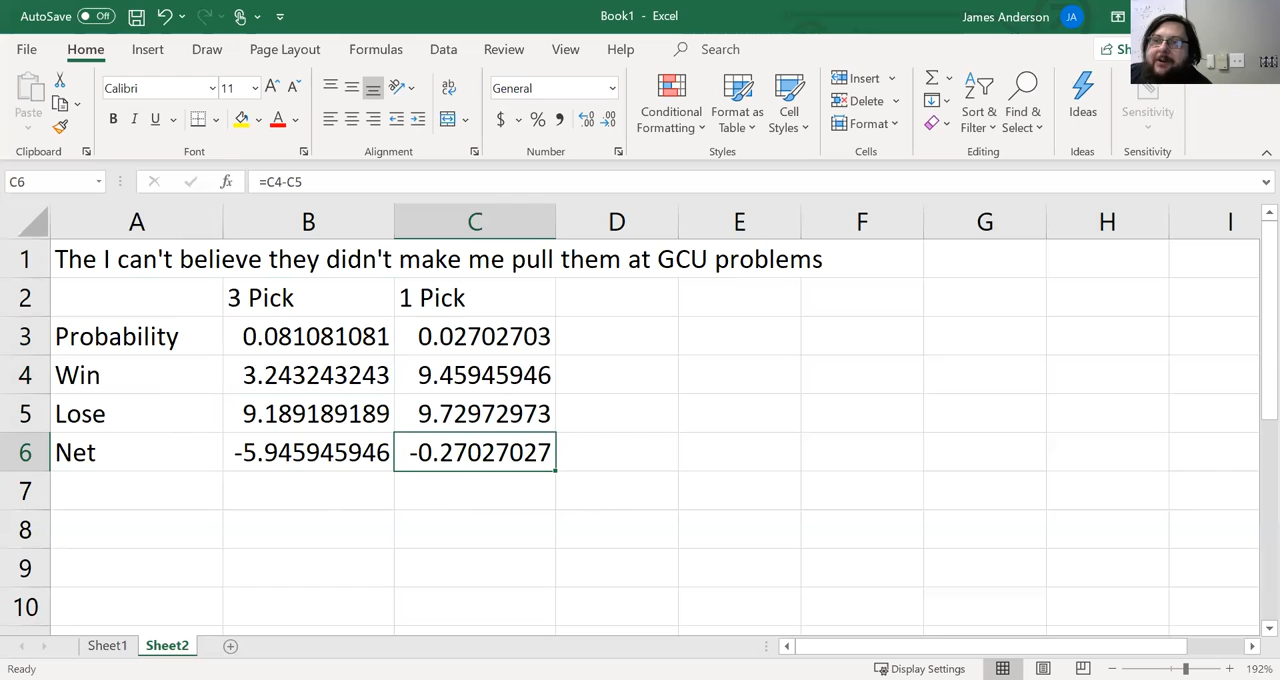 AutoSave Off Book1 - Excel James Anderson JA
File Home Insert Draw Page Layout Formulas Data Review View Help Search Sh
Paste Calibri 11 General Conditional Formatting Format as Table Cell Styles Insert Delete Format Sort & Filter Find & Select Ideas Sensitivity
Clipboard Font Alignment Number Styles Cells Editing Ideas Sensitivity
C6 fx =C4-C5
A B C D E F G H I
1 The I can't believe they didn't make me pull them at GCU problems
2 3 Pick 1 Pick
3 Probability 0.081081081 0.02702703
4 Win 3.243243243 9.45945946
5 Lose 9.189189189 9.72972973
6 Net -5.945945946 -0.27027027
7
8
9
10
Sheet1 Sheet2
Ready Display Settings 192%